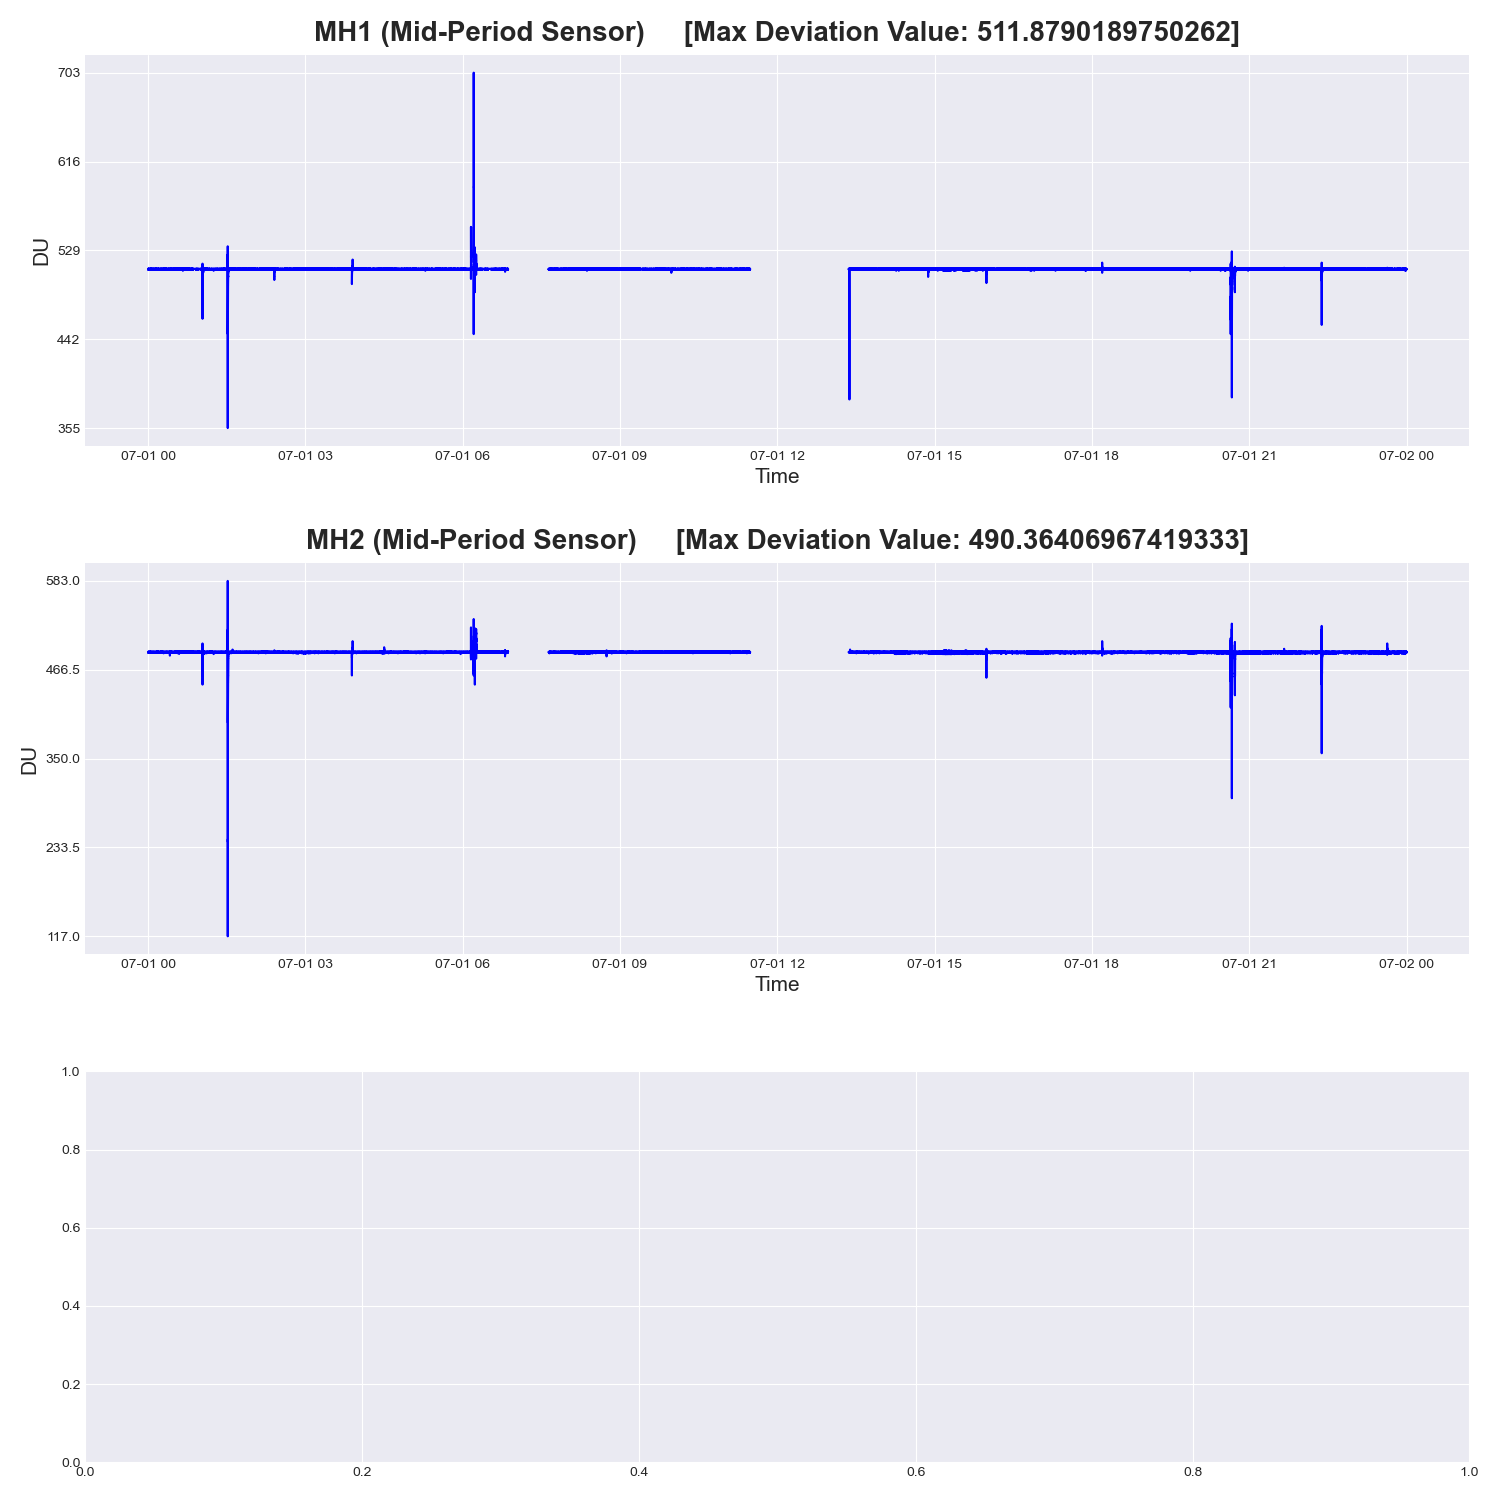 MH1 (Mid-Period Sensor) [Max Deviation Value: 511.8790189750262]
703
616
529
442
355
DU
07-01 00 07-01 03 07-01 06 07-01 09 07-01 12 07-01 15 07-01 18 07-01 21 07-02 00
Time
MH2 (Mid-Period Sensor) [Max Deviation Value: 490.36406967419333]
583.0
466.5
350.0
233.5
117.0
DU
07-01 00 07-01 03 07-01 06 07-01 09 07-01 12 07-01 15 07-01 18 07-01 21 07-02 00
Time
1.0
0.8
0.6
0.4
0.2
0.0
0.0 0.2 0.4 0.6 0.8 1.0